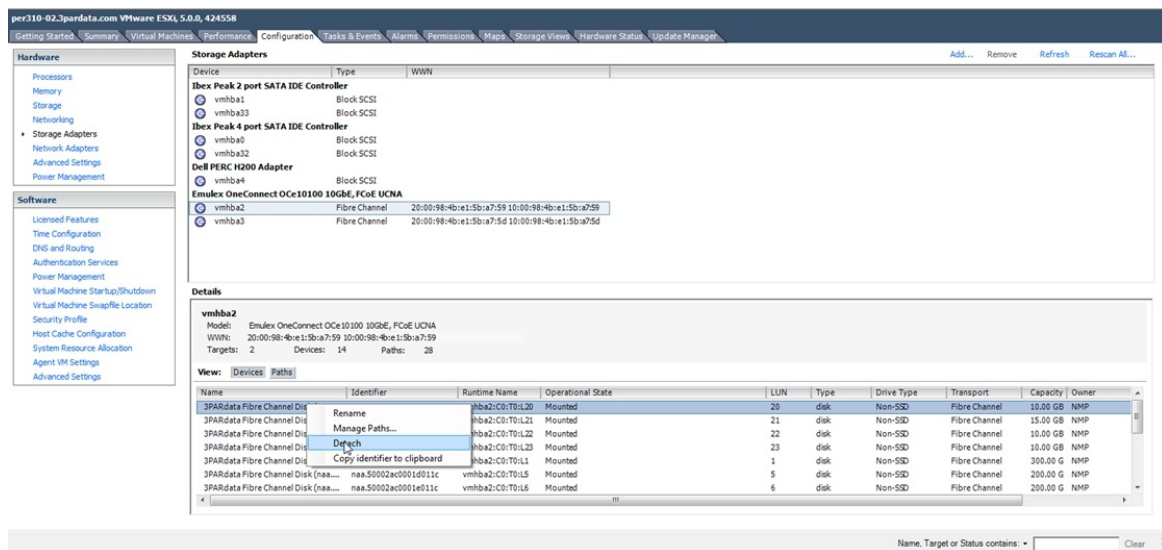 per310-02.3pardata.com VMware ESXi, 5.0.0, 424558
Getting Started Summary Virtual Machines Performance Configuration Tasks & Events Alarms Permissions Maps Storage Views Hardware Status Update Manager
Hardware
Processors
Memory
Storage
Networking
Storage Adapters
Network Adapters
Advanced Settings
Power Management
Software
Licensed Features
Time Configuration
DNS and Routing
Authentication Services
Power Management
Virtual Machine Startup/Shutdown
Virtual Machine Swapfile Location
Security Profile
Host Cache Configuration
System Resource Allocation
Agent VM Settings
Advanced Settings
Storage Adapters Add... Remove Refresh Rescan All...
Device Type WWN
Ibex Peak 2 port SATA IDE Controller
vmhba1 Block SCSI
vmhba33 Block SCSI
Ibex Peak 4 port SATA IDE Controller
vmhba0 Block SCSI
vmhba32 Block SCSI
Dell PERC H200 Adapter
vmhba4 Block SCSI
Emulex OneConnect OCe10100 10GbE, FCoE UCNA
vmhba2 Fibre Channel 20:00:98:4b:e1:5b:a7:59 10:00:98:4b:e1:5b:a7:59
vmhba3 Fibre Channel 20:00:98:4b:e1:5b:a7:5d 10:00:98:4b:e1:5b:a7:5d
Details
vmhba2
Model: Emulex OneConnect OCe10100 10GbE, FCoE UCNA
WWN: 20:00:98:4b:e1:5b:a7:59 10:00:98:4b:e1:5b:a7:59
Targets: 2 Devices: 14 Paths: 28
View: Devices Paths
Name Identifier Runtime Name Operational State LUN Type Drive Type Transport Capacity Owner
3PARdata Fibre Channel Dis vmhba2:C0:T0:L20 Mounted 20 disk Non-SSD Fibre Channel 10.00 GB NMP
3PARdata Fibre Channel Dis hba2:C0:T0:L21 Mounted 21 disk Non-SSD Fibre Channel 15.00 GB NMP
3PARdata Fibre Channel Dis hba2:C0:T0:L22 Mounted 22 disk Non-SSD Fibre Channel 10.00 GB NMP
3PARdata Fibre Channel Dis hba2:C0:T0:L23 Mounted 23 disk Non-SSD Fibre Channel 10.00 GB NMP
3PARdata Fibre Channel Dis hba2:C0:T0:L1 Mounted 1 disk Non-SSD Fibre Channel 300.00 G NMP
3PARdata Fibre Channel Disk (naa.... naa.50002ac0001d011c vmhba2:C0:T0:L5 Mounted 5 disk Non-SSD Fibre Channel 200.00 G NMP
3PARdata Fibre Channel Disk (naa.... naa.50002ac0001e011c vmhba2:C0:T0:L6 Mounted 6 disk Non-SSD Fibre Channel 200.00 G NMP
Rename
Manage Paths...
Detach
Copy identifier to clipboard
Name, Target or Status contains: Clear